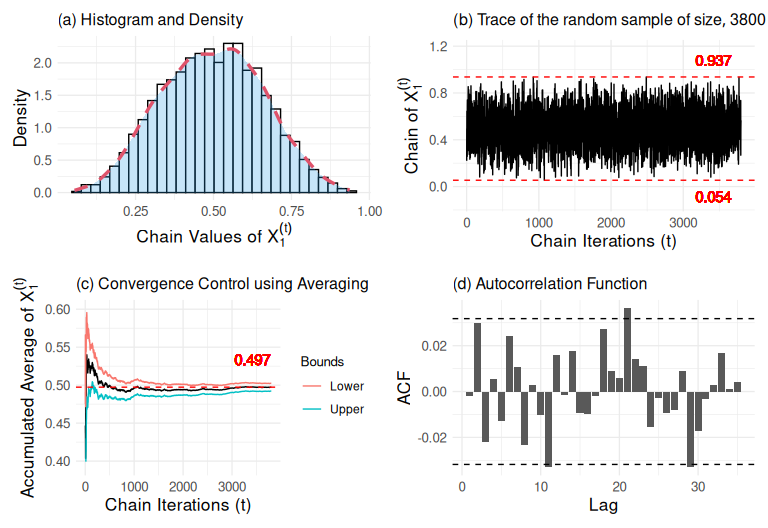 (a) Histogram and Density
Density
2.0
1.5
1.0
0.5
0.0
0.25 0.50 0.75 1.00
Chain Values of X₁⁽ᵗ⁾
(b) Trace of the random sample of size, 3800
Chain of X₁⁽ᵗ⁾
1.2
0.8
0.4
0.0
0.937
0.054
0 1000 2000 3000
Chain Iterations (t)
(c) Convergence Control using Averaging
Accumulated Average of X₁⁽ᵗ⁾
0.60
0.55
0.50
0.45
0.40
0.497
0 1000 2000 3000
Chain Iterations (t)
Bounds
Lower
Upper
(d) Autocorrelation Function
ACF
0.02
0.00
-0.02
0 10 20 30
Lag